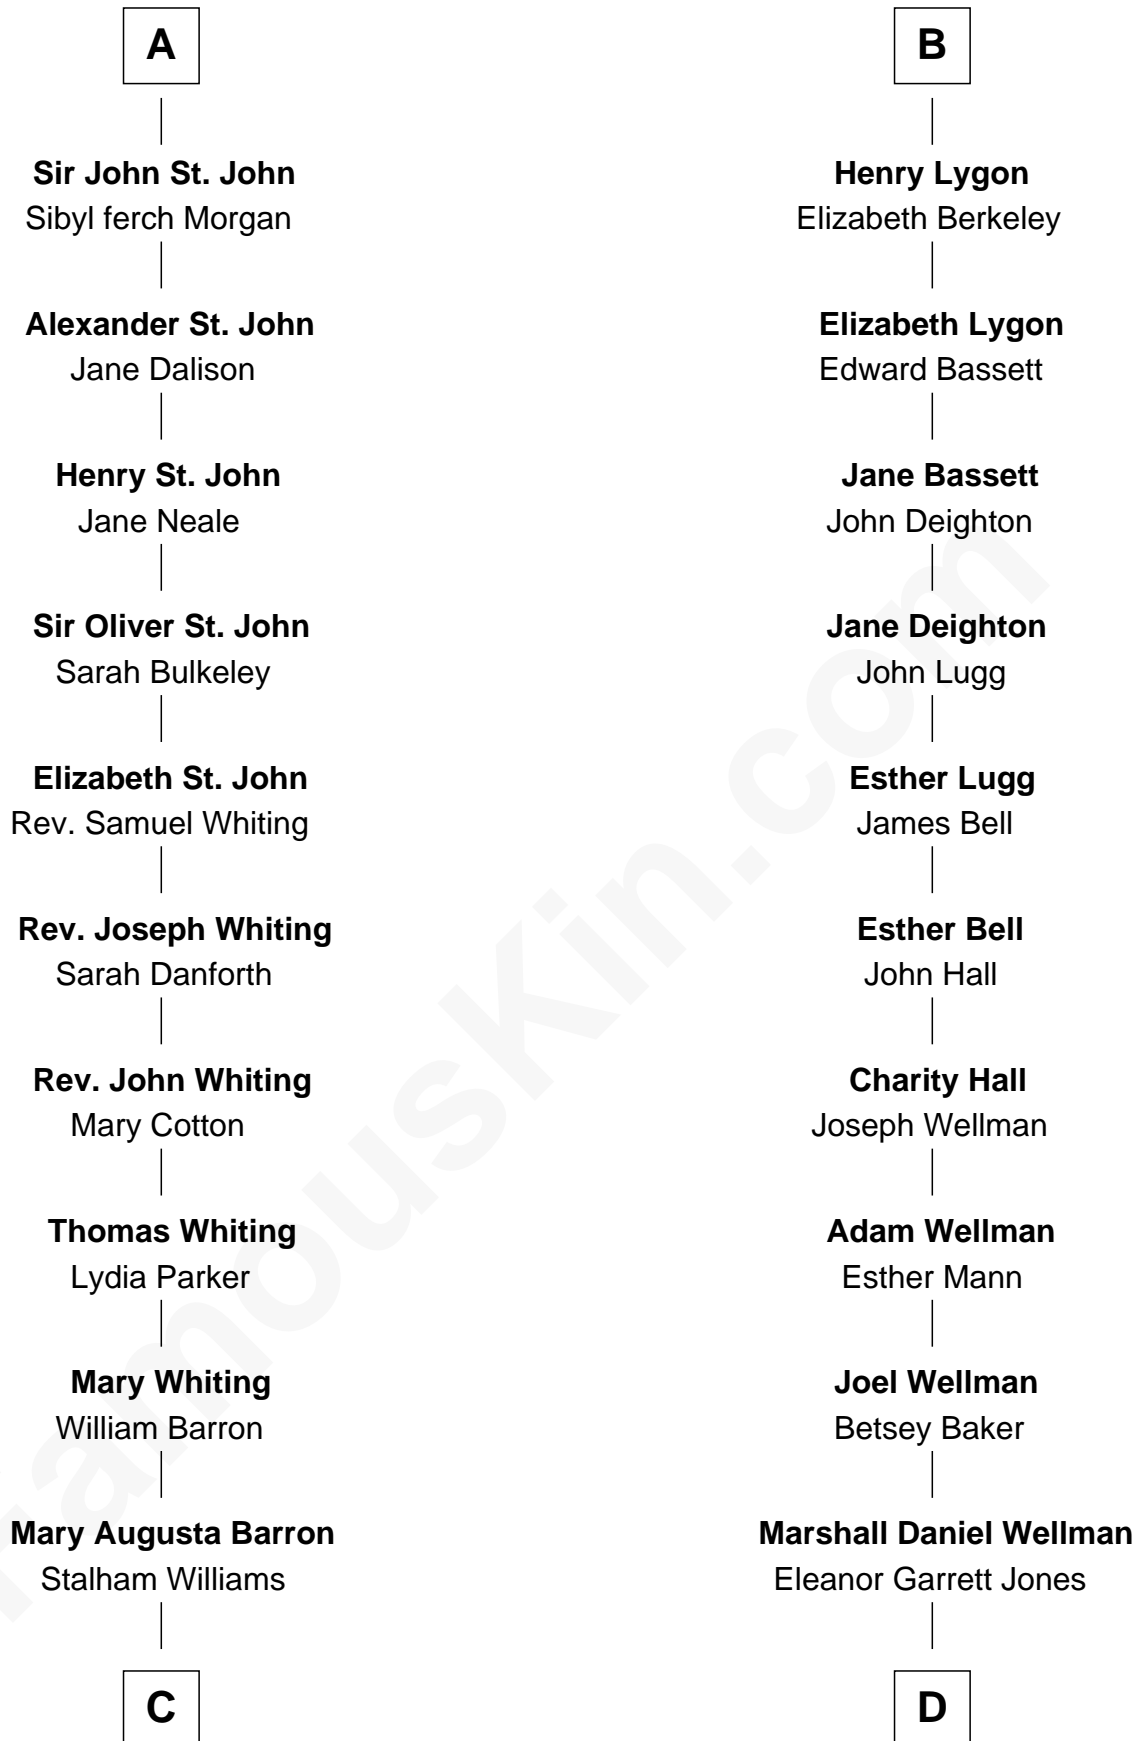 A
Sir John St. John
Sibyl ferch Morgan
Alexander St. John
Jane Dalison
Henry St. John
Jane Neale
Sir Oliver St. John
Sarah Bulkeley
Elizabeth St. John
Rev. Samuel Whiting
Rev. Joseph Whiting
Sarah Danforth
Rev. John Whiting
Mary Cotton
Thomas Whiting
Lydia Parker
Mary Whiting
William Barron
Mary Augusta Barron
Stalham Williams
C
B
Henry Lygon
Elizabeth Berkeley
Elizabeth Lygon
Edward Bassett
Jane Bassett
John Deighton
Jane Deighton
John Lugg
Esther Lugg
James Bell
Esther Bell
John Hall
Charity Hall
Joseph Wellman
Adam Wellman
Esther Mann
Joel Wellman
Betsey Baker
Marshall Daniel Wellman
Eleanor Garrett Jones
D
FamousKin.com